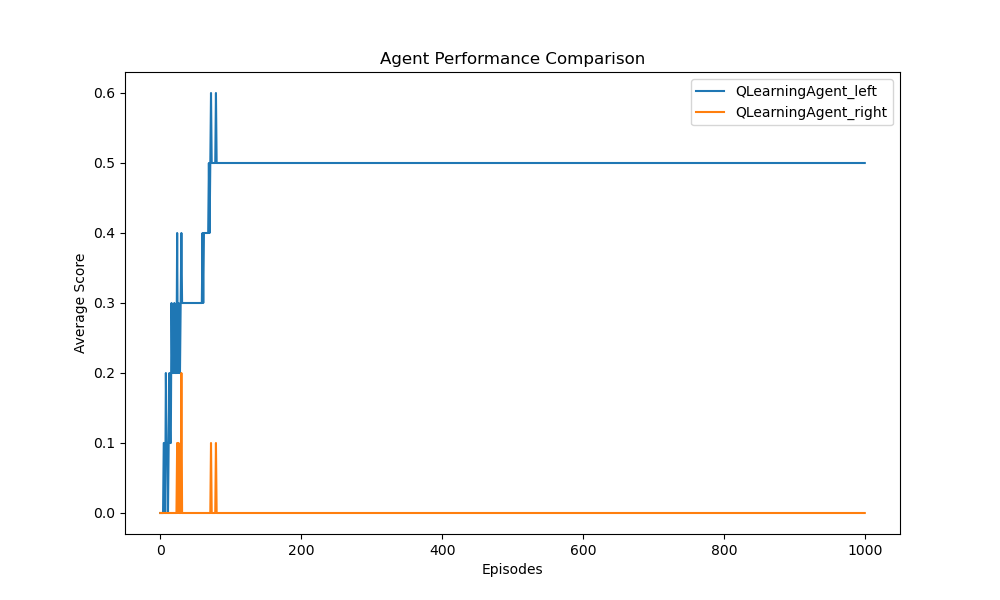 Agent Performance Comparison
QLearningAgent_left
QLearningAgent_right
Average Score
0.6
0.5
0.4
0.3
0.2
0.1
0.0
0
200
400
600
800
1000
Episodes